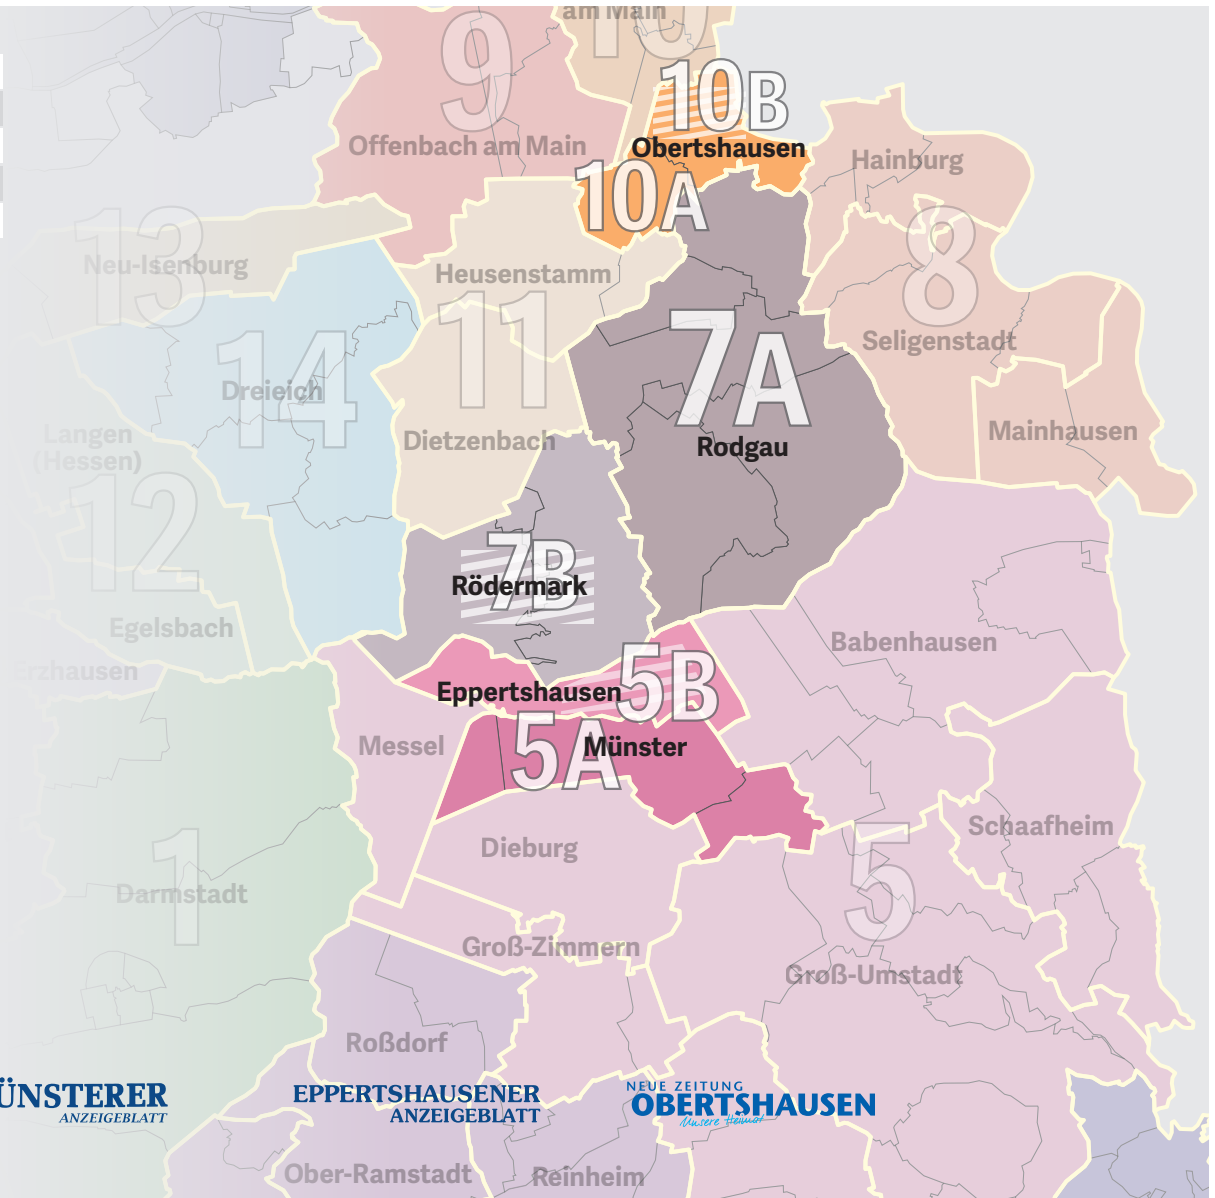 am Main
10
9
10B
Offenbach am Main
Obertshausen
Hainburg
10A
13
8
Neu-Isenburg
Heusenstamm
11
7A
14
Seligenstadt
Dreieich
Langen
(Hessen)
Dietzenbach
Rodgau
Mainhausen
12
7B
Rödermark
Egelsbach
Babenhausen
Erzhausen
5B
Eppertshausen
Messel
5A
Münster
Schaafheim
Dieburg
5
1
Darmstadt
Groß-Zimmern
Groß-Umstadt
Roßdorf
ÜNSTERER
ANZEIGEBLATT
EPPERTSHAUSENER
ANZEIGEBLATT
NEUE ZEITUNG
OBERTSHAUSEN
Unsere Heimat
Ober-Ramstadt
Reinheim